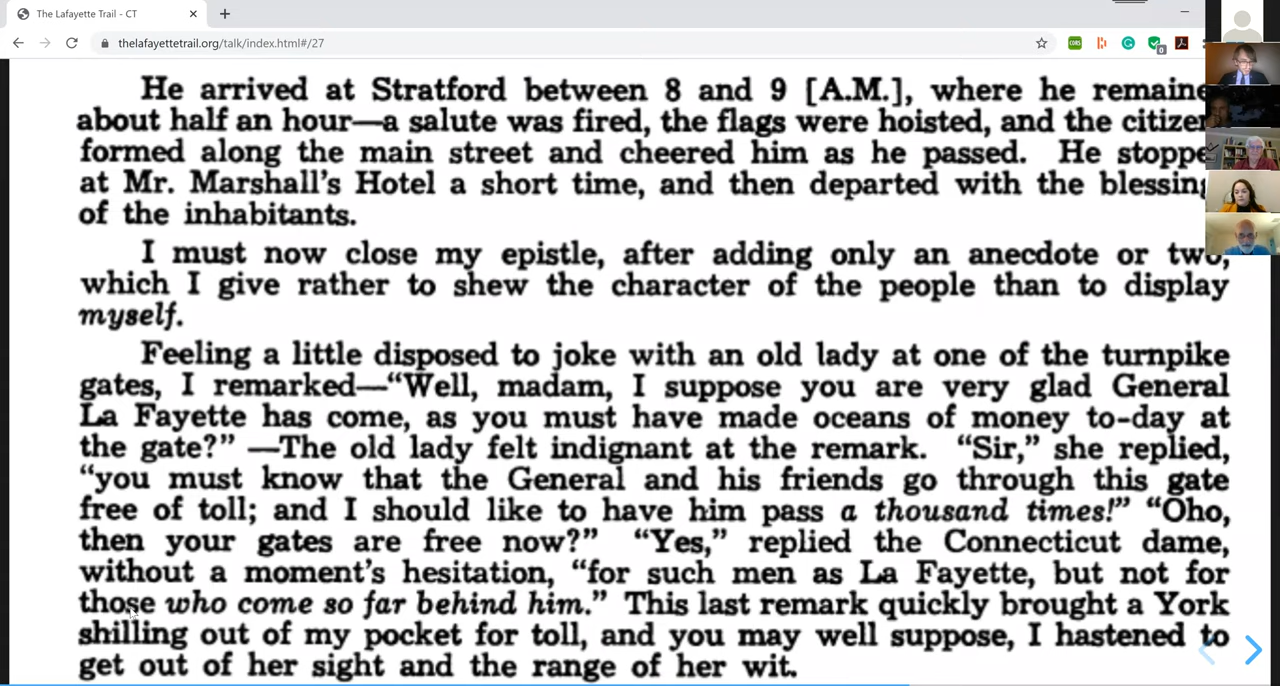 The Lafayette Trail - CT
thelafayettetrail.org/talk/index.html#/27
He arrived at Stratford between 8 and 9 [A.M.], where he remaine
about half an hour—a salute was fired, the flags were hoisted, and the citizen
formed along the main street and cheered him as he passed. He stoppe
at Mr. Marshall's Hotel a short time, and then departed with the blessing
of the inhabitants.
I must now close my epistle, after adding only an anecdote or two,
which I give rather to shew the character of the people than to display
myself.
Feeling a little disposed to joke with an old lady at one of the turnpike
gates, I remarked—“Well, madam, I suppose you are very glad General
La Fayette has come, as you must have made oceans of money to-day at
the gate?” —The old lady felt indignant at the remark. “Sir,” she replied,
“you must know that the General and his friends go through this gate
free of toll; and I should like to have him pass a thousand times!” “Oho,
then your gates are free now?” “Yes,” replied the Connecticut dame,
without a moment's hesitation, “for such men as La Fayette, but not for
those who come so far behind him.” This last remark quickly brought a York
shilling out of my pocket for toll, and you may well suppose, I hastened to
get out of her sight and the range of her wit.